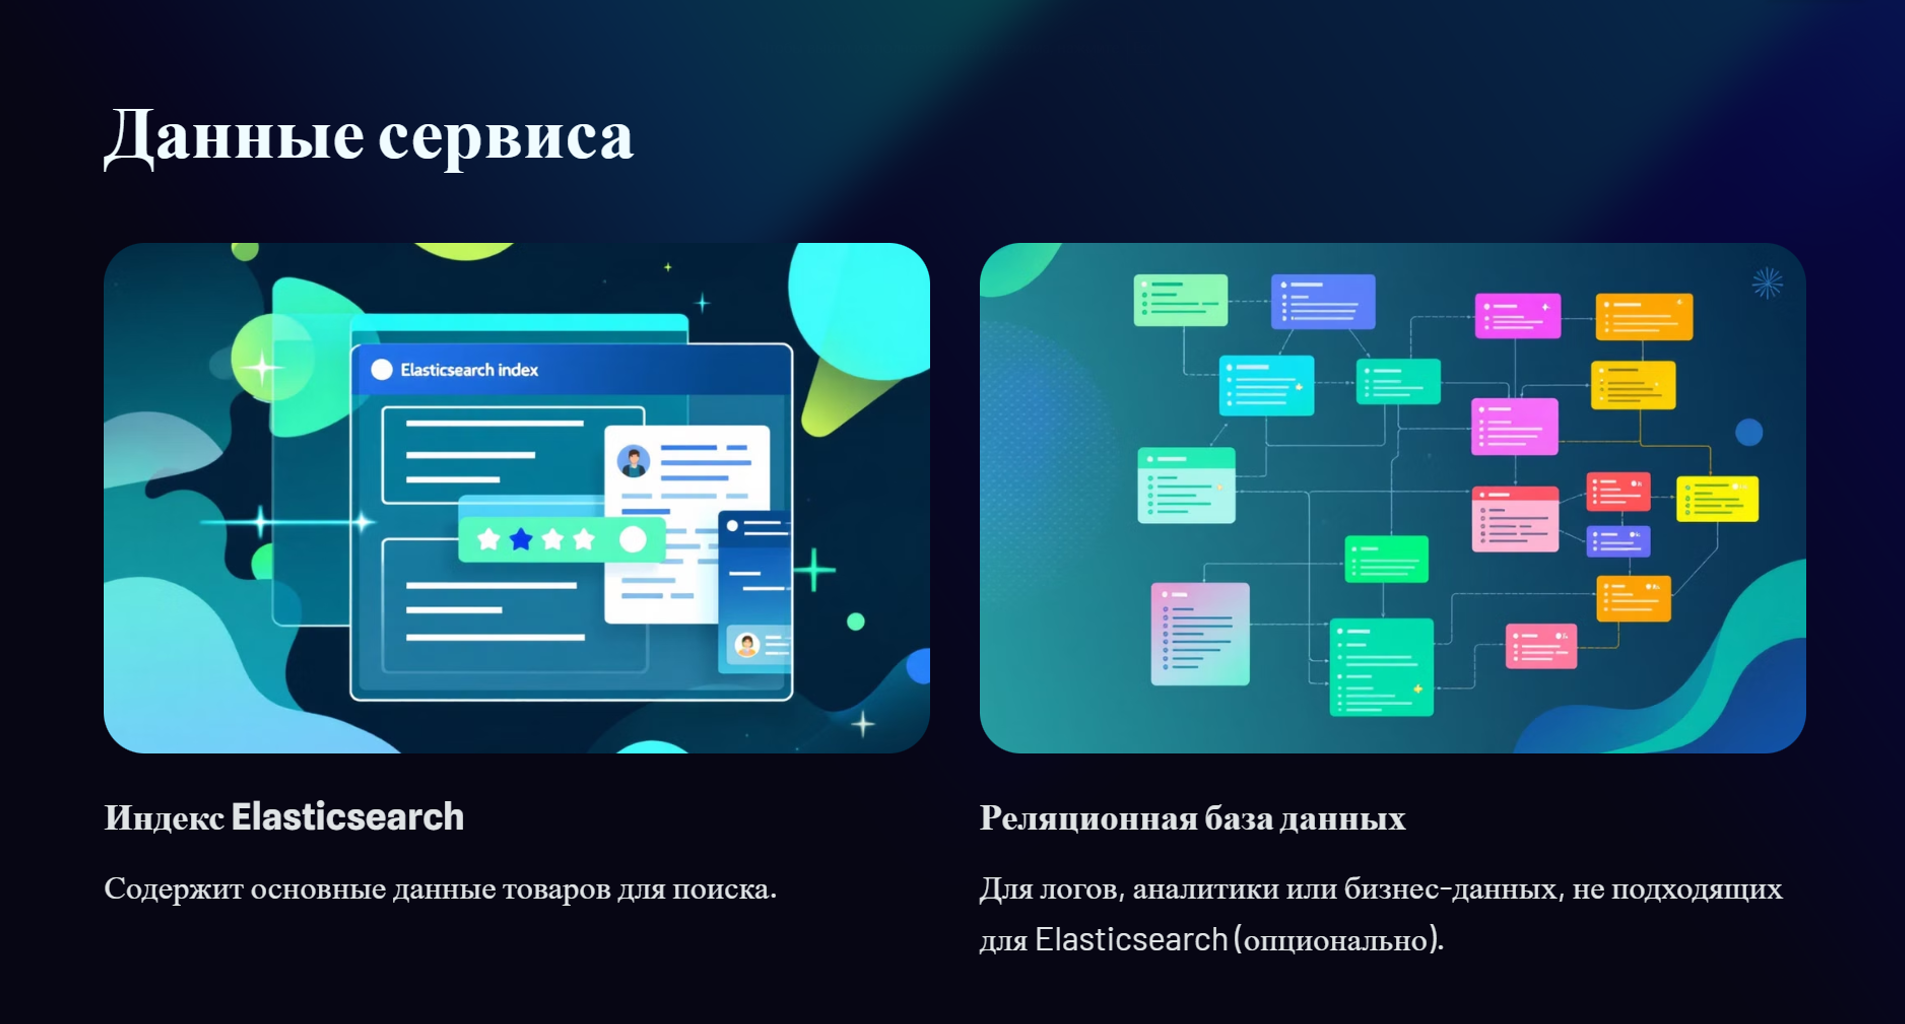 Данные сервиса
Elasticsearch index
Индекс Elasticsearch
Содержит основные данные товаров для поиска.
Реляционная база данных
Для логов, аналитики или бизнес-данных, не подходящих
для Elasticsearch (опционально).